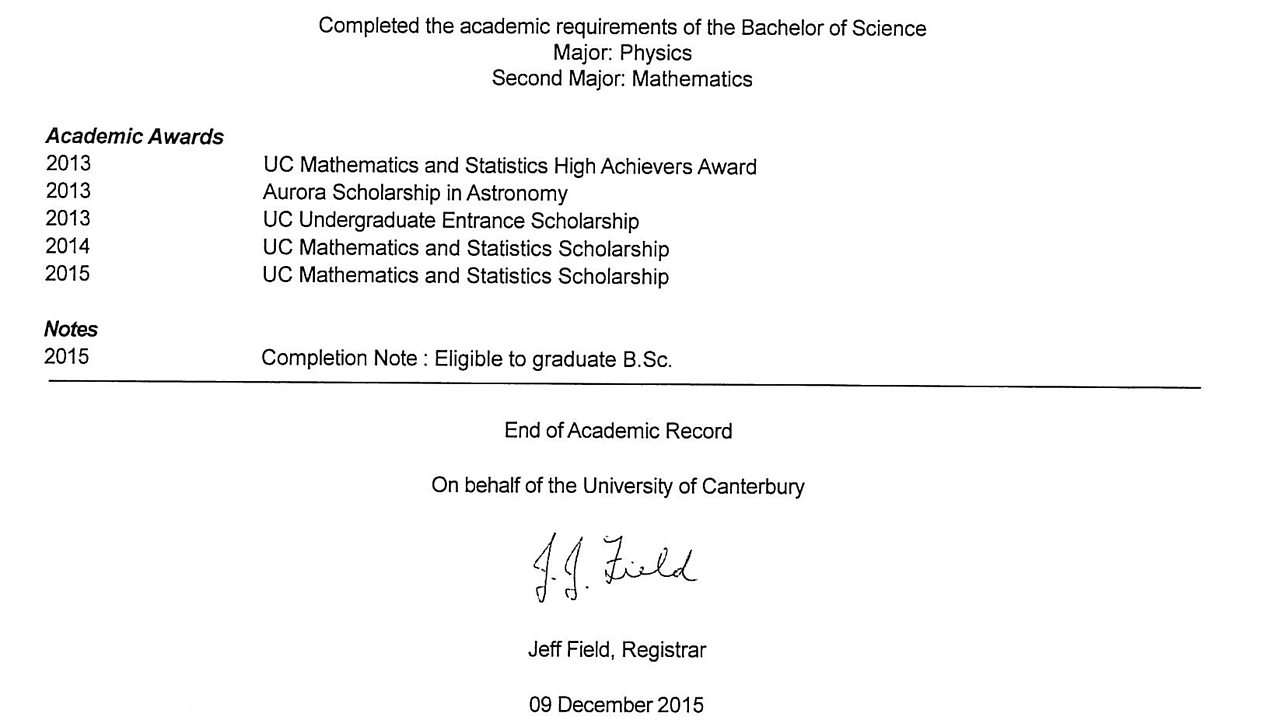 Completed the academic requirements of the Bachelor of Science
Major: Physics
Second Major: Mathematics
Academic Awards
2013 UC Mathematics and Statistics High Achievers Award
2013 Aurora Scholarship in Astronomy
2013 UC Undergraduate Entrance Scholarship
2014 UC Mathematics and Statistics Scholarship
2015 UC Mathematics and Statistics Scholarship
Notes
2015 Completion Note : Eligible to graduate B.Sc.
End of Academic Record
On behalf of the University of Canterbury
J.J. Field
Jeff Field, Registrar
09 December 2015